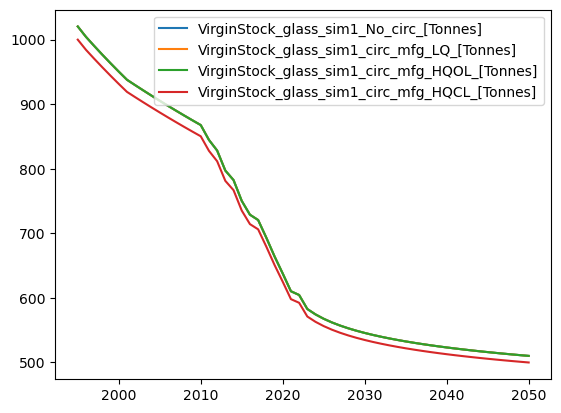 VirginStock_glass_sim1_No_circ_[Tonnes]
VirginStock_glass_sim1_circ_mfg_LQ_[Tonnes]
VirginStock_glass_sim1_circ_mfg_HQOL_[Tonnes]
VirginStock_glass_sim1_circ_mfg_HQCL_[Tonnes]
1000
900
800
700
600
500
2000 2010 2020 2030 2040 2050